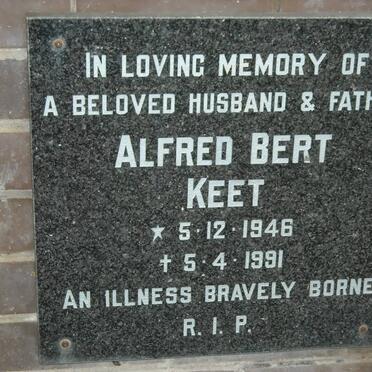 IN LOVING MEMORY OF
A BELOVED HUSBAND & FATH
ALFRED BERT
KEET
★ 5·12·1946
† 5·4·1991
AN ILLNESS BRAVELY BORNE
R. I. P.